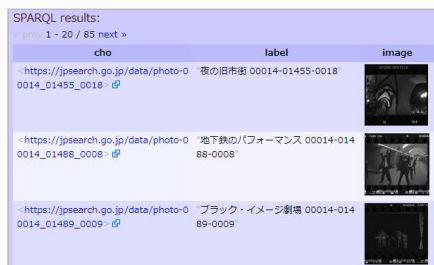 SPARQL results:
« prev 1 - 20 / 85 next »
cho label image
<https://jpsearch.go.jp/data/photo-0
0014_01455_0018>
"夜の旧市街 00014-01455-0018"
<https://jpsearch.go.jp/data/photo-0
0014_01488_0008>
"地下鉄のパフォーマンス 00014-014
88-0008"
<https://jpsearch.go.jp/data/photo-0
0014_01489_0009>
"ブラック・イメージ劇場 00014-014
89-0009"